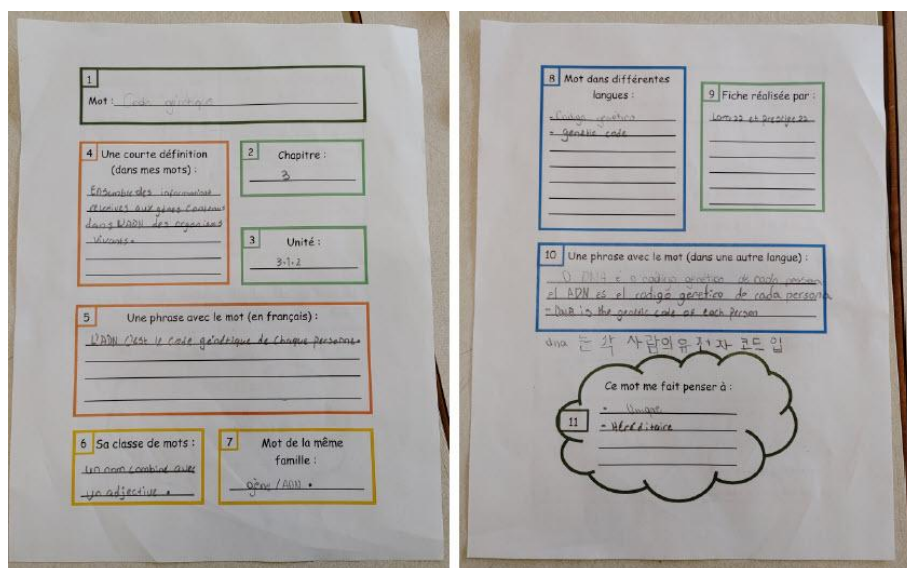 1
Mot : Code génétique
4 Une courte définition
(dans mes mots) :
Ensemble des informations
relatives aux gènes contenus
dans l'ADN des organismes
vivants.
2 Chapitre :
3
3 Unité :
3.1.2
5 Une phrase avec le mot (en français) :
L'ADN c'est le code génétique de chaque personne.
6 Sa classe de mots :
un nom combiné avec
un adjective.
7 Mot de la même
famille :
gène / ADN.
8 Mot dans différentes
langues :
- Código genético
- genetic code
9 Fiche réalisée par :
et
10 Une phrase avec le mot (dans une autre langue) :
O DNA é o código genético de cada person
el ADN es el codigó genetico de cada persona
- DNA is the genetic code of each person
dna 는 각 사람의 유전자 코드 입
Ce mot me fait penser à :
11
- Unique
- Héréditaire